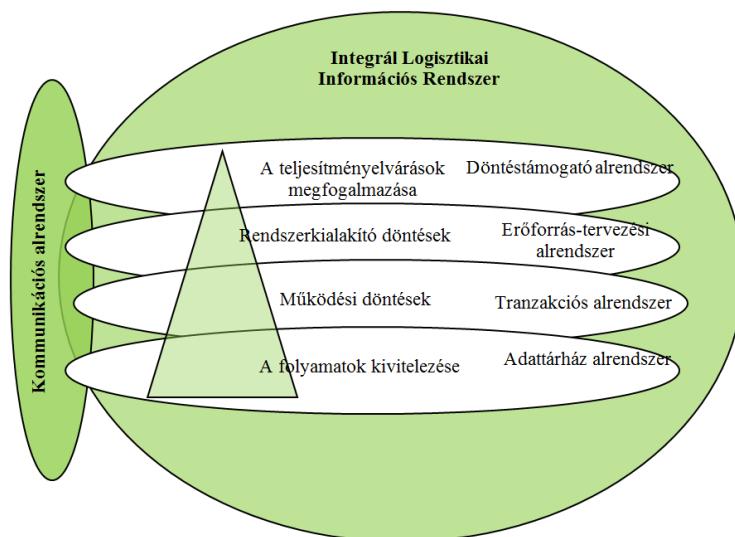 Integrál Logisztikai
Információs Rendszer
Kommunikációs alrendszer
A teljesítményelvárások
megfogalmazása
Döntéstámogató alrendszer
Rendszerkialakító döntések
Erőforrás-tervezési
alrendszer
Működési döntések
Tranzakciós alrendszer
A folyamatok kivitelezése
Adattárház alrendszer